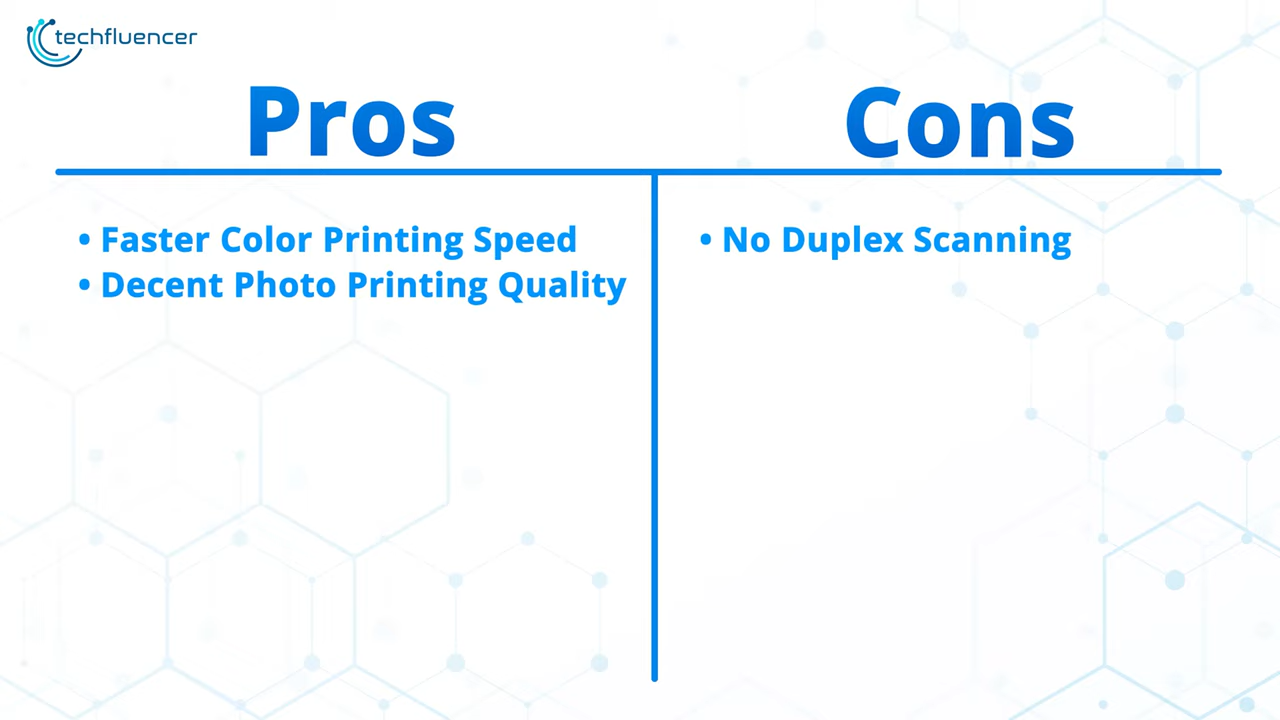 techfluencer
Pros
Cons
• Faster Color Printing Speed
• Decent Photo Printing Quality
• No Duplex Scanning